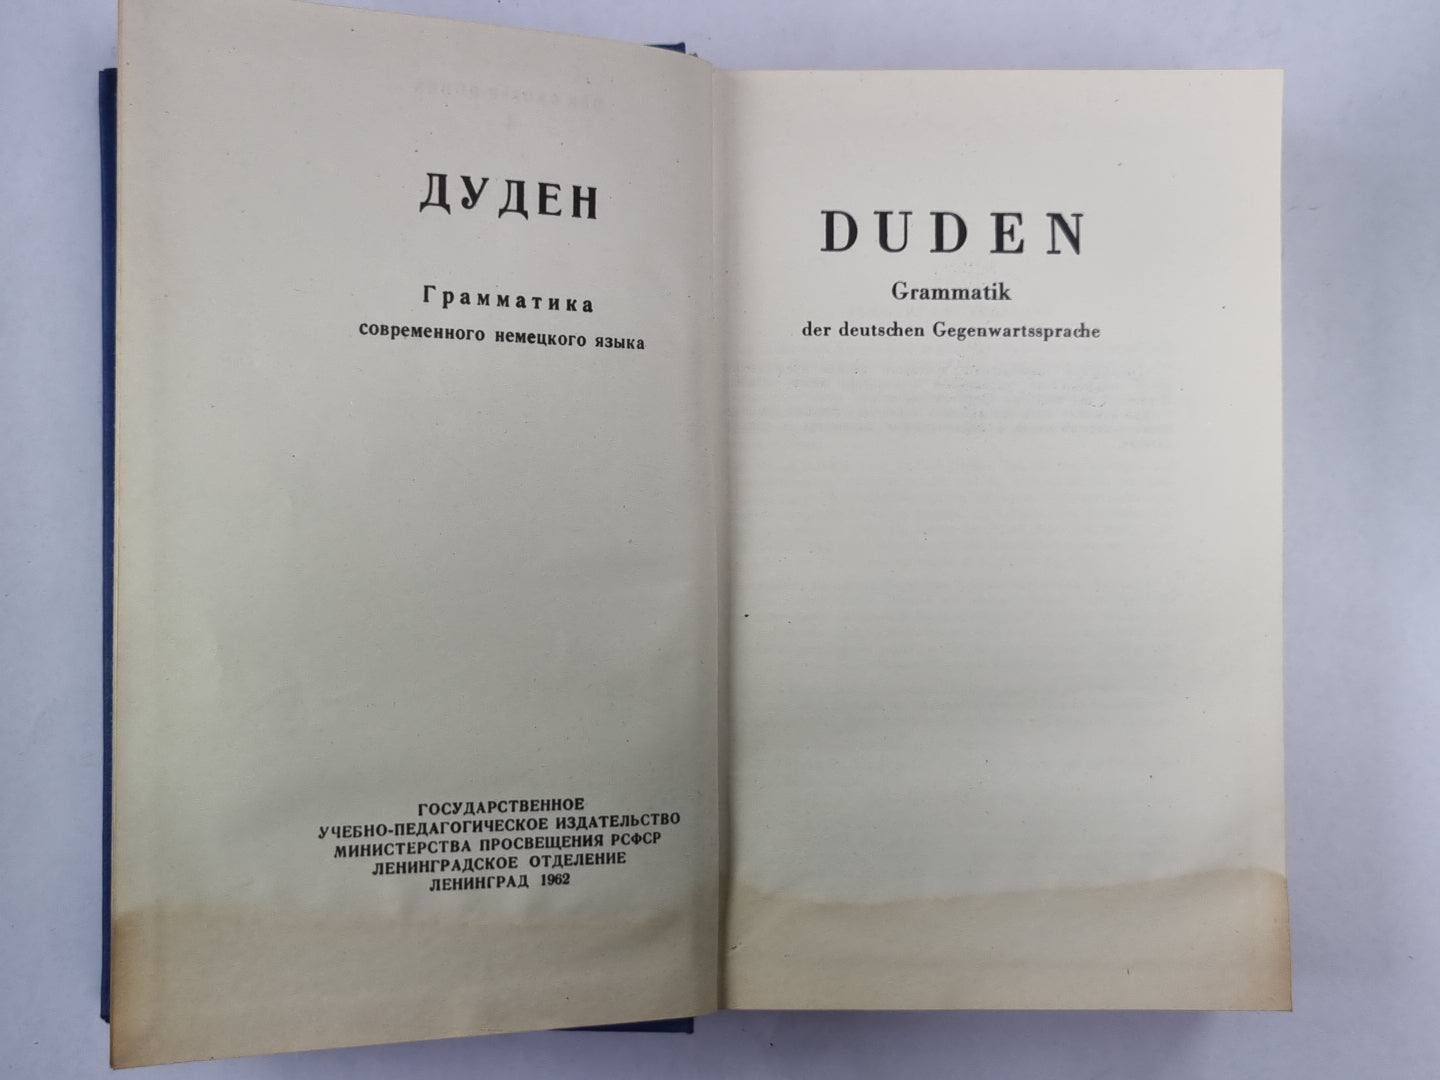 ДУДЕН
Грамматика
современного немецкого языка
ГОСУДАРСТВЕННОЕ
УЧЕБНО-ПЕДАГОГИЧЕСКОЕ ИЗДАТЕЛЬСТВО
МИНИСТЕРСТВА ПРОСВЕЩЕНИЯ РСФСР
ЛЕНИНГРАДСКОЕ ОТДЕЛЕНИЕ
ЛЕНИНГРАД 1962
DUDEN
Grammatik
der deutschen Gegenwartssprache